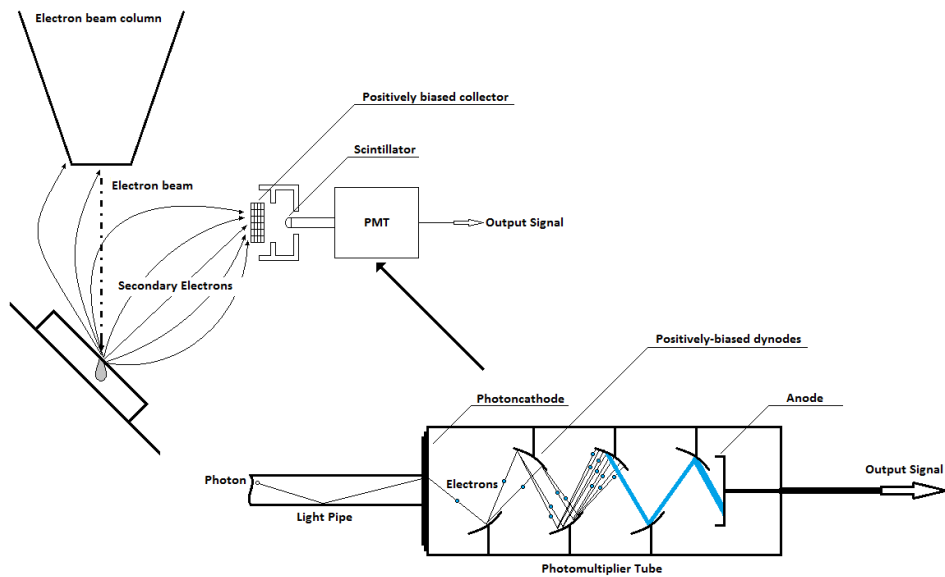 Electron beam column
Positively biased collector
Scintillator
Electron beam
PMT
Output Signal
Secondary Electrons
Positively-biased dynodes
Photoncathode
Anode
Photon
Electrons
Output Signal
Light Pipe
Photomultiplier Tube